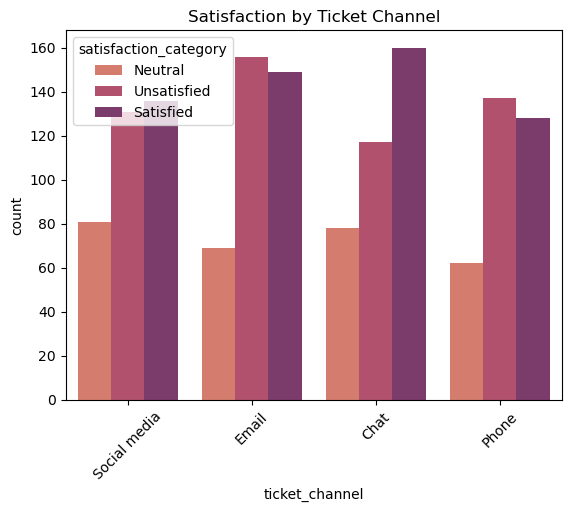 Satisfaction by Ticket Channel
satisfaction_category
Neutral
Unsatisfied
Satisfied
160
140
120
100
80
60
40
20
0
count
Social media
Email
Chat
Phone
ticket_channel